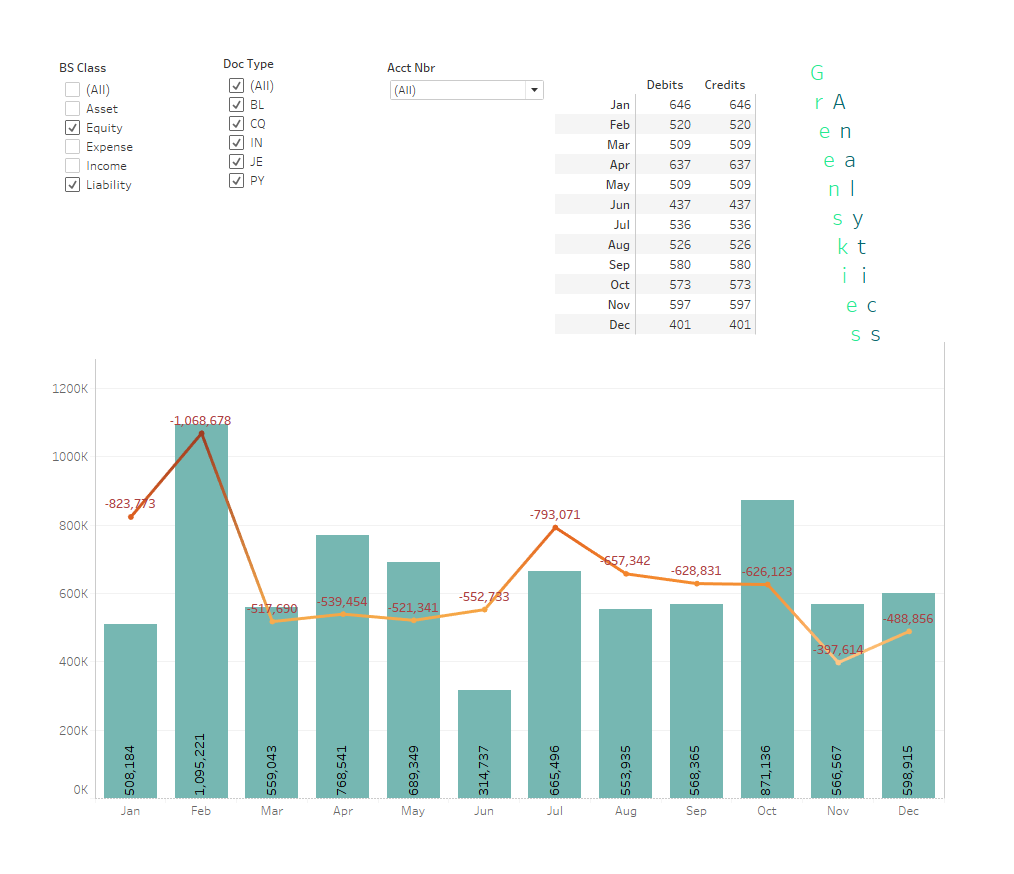 BS Class
(All)
Asset
Equity
Expense
Income
Liability
Doc Type
(All)
BL
CQ
IN
JE
PY
Acct Nbr
(All)
Debits Credits
Jan 646 646
Feb 520 520
Mar 509 509
Apr 637 637
May 509 509
Jun 437 437
Jul 536 536
Aug 526 526
Sep 580 580
Oct 573 573
Nov 597 597
Dec 401 401
Greenskies
Analytics
1200K
1000K
800K
600K
400K
200K
0K
-823,773
-1,068,678
-517,690
-539,454
-521,341
-552,733
-793,071
-657,342
-628,831
-626,123
-397,614
-488,856
508,184
1,095,221
559,043
768,541
689,349
314,737
665,496
553,935
568,365
871,136
566,567
598,915
Jan Feb Mar Apr May Jun Jul Aug Sep Oct Nov Dec